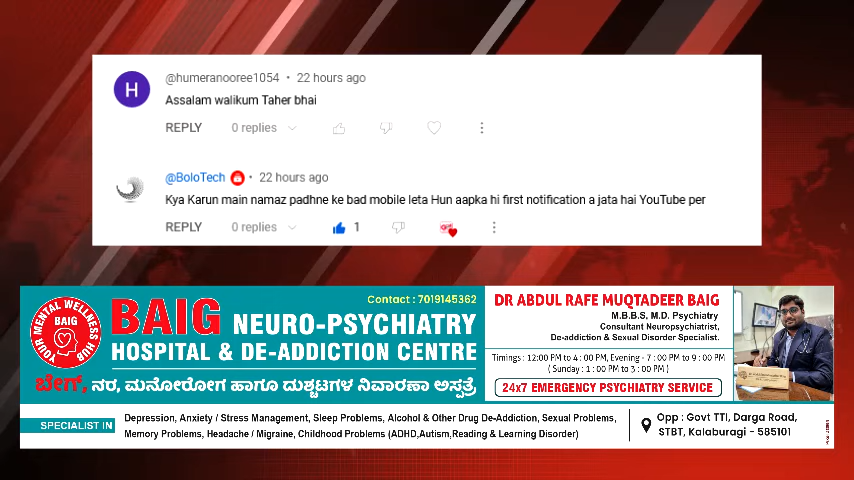 H
@humeranooree1054 • 22 hours ago
Assalam walikum Taher bhai
REPLY 0 replies
@BoloTech • 22 hours ago
Kya Karun main namaz padhne ke bad mobile leta Hun aapka hi first notification a jata hai YouTube per
REPLY 0 replies 1
Contact : 7019145362
YOUR MENTAL WELLNESS HUB
BAIG
BAIG NEURO-PSYCHIATRY
HOSPITAL & DE-ADDICTION CENTRE
ಬೇಗ್, ನರ, ಮನೋರೋಗ ಹಾಗೂ ದುಶ್ಚಟಗಳ ನಿವಾರಣಾ ಆಸ್ಪತ್ರೆ
DR ABDUL RAFE MUQTADEER BAIG
M.B.B.S, M.D. Psychiatry
Consultant Neuropsychiatrist,
De-addiction & Sexual Disorder Specialist.
Timings : 12:00 PM to 4 : 00 PM, Evening - 7 : 00 PM to 9 : 00 PM
( Sunday : 1 : 00 PM to 3 : 00 PM )
24x7 EMERGENCY PSYCHIATRY SERVICE
SPECIALIST IN
Depression, Anxiety / Stress Management, Sleep Problems, Alcohol & Other Drug De-Addiction, Sexual Problems,
Memory Problems, Headache / Migraine, Childhood Problems (ADHD,Autism,Reading & Learning Disorder)
Opp : Govt TTI, Darga Road,
STBT, Kalaburagi - 585101